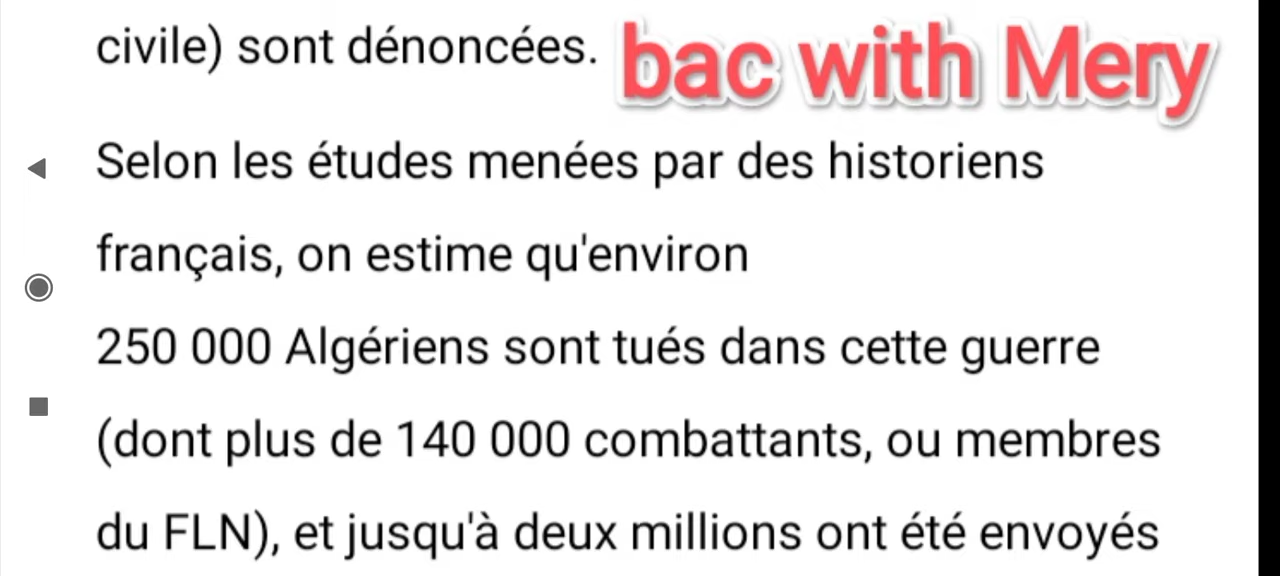 civile) sont dénoncées.
bac with Mery
Selon les études menées par des historiens
français, on estime qu'environ
250 000 Algériens sont tués dans cette guerre
(dont plus de 140 000 combattants, ou membres
du FLN), et jusqu'à deux millions ont été envoyés